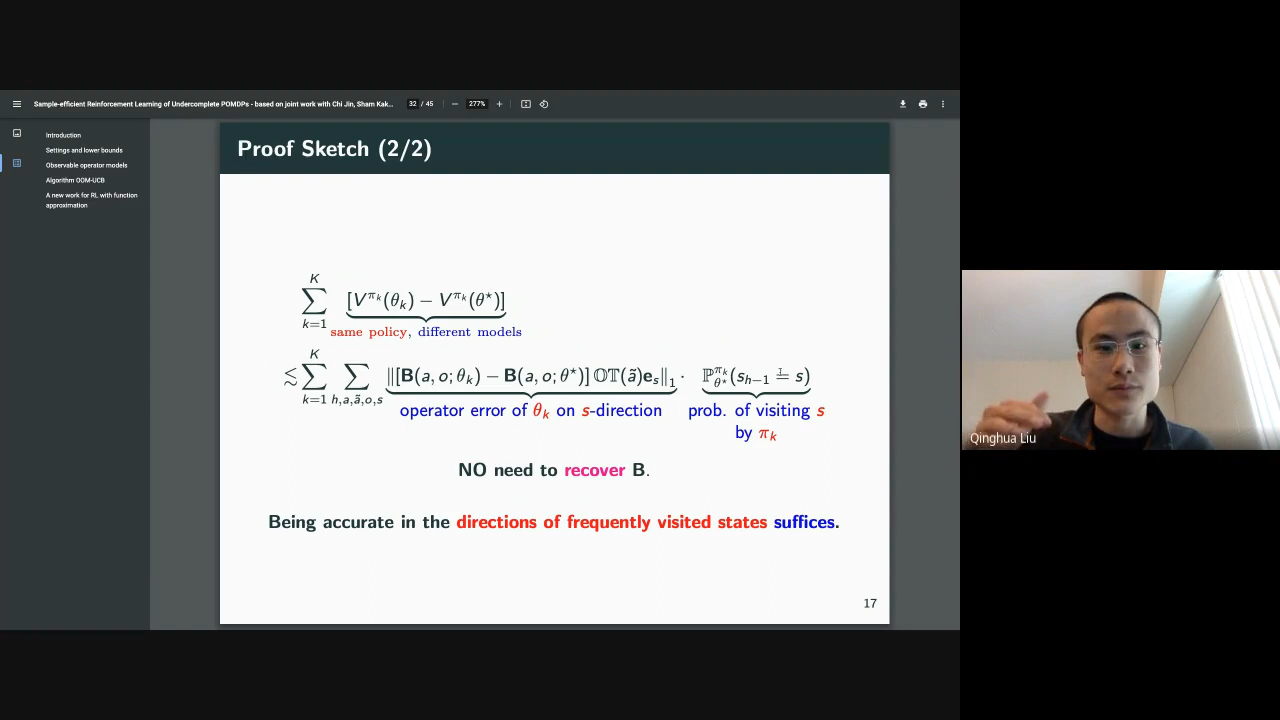 Sample-efficient Reinforcement Learning of Undercomplete POMDPs - based on joint work with Chi Jin, Sham Kak...
32 / 45
277%
Introduction
Settings and lower bounds
Observable operator models
Algorithm OOM-UCB
A new work for RL with function
approximation
Proof Sketch (2/2)
∑_{k=1}^{K} [V^{π_k}(θ_k) − V^{π_k}(θ^⋆)]
same policy, different models
≲ ∑_{k=1}^{K} ∑_{h,a,ã,o,s} ‖[B(a, o; θ_k) − B(a, o; θ^⋆)] 𝕆𝕋(ã)e_s‖_1 · ℙ_{θ^⋆}^{π_k}(s_{h−1} = s)
operator error of θ_k on s-direction
prob. of visiting s
by π_k
NO need to recover B.
Being accurate in the directions of frequently visited states suffices.
17
Qinghua Liu